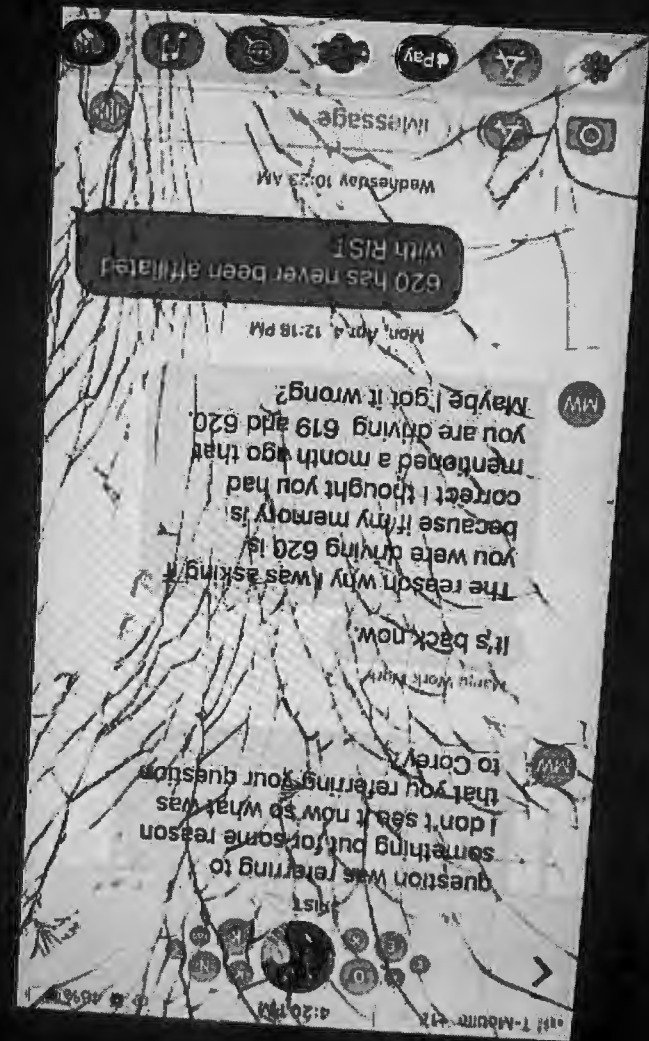 T-Mobile
4:20 PM
RIST
question was referring to
something but for some reason
I don't see it now so what was
that you referring your question
to Corey?
MW
Work
It's back now.
The reason why I was asking if
you were driving 620 is
because if my memory is
correct I thought you had
mentioned a month ago that
you are driving 619 and 620.
Maybe I got it wrong?
MW
Mon, Apr 4, 12:18 PM
620 has never been affiliated
with RIST
Wednesday 10:23 AM
iMessage
Pay